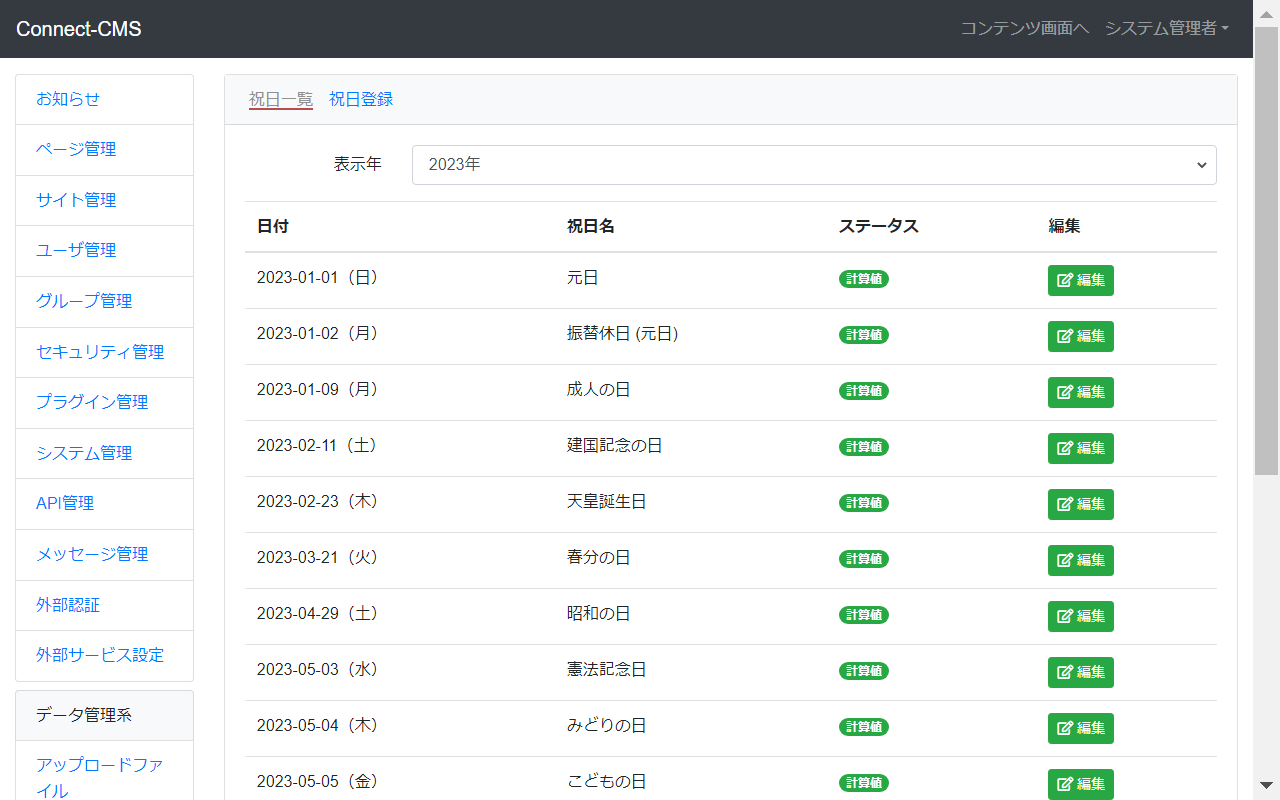 Connect-CMS
コンテンツ画面へ システム管理者
お知らせ
ページ管理
サイト管理
ユーザ管理
グループ管理
セキュリティ管理
プラグイン管理
システム管理
API管理
メッセージ管理
外部認証
外部サービス設定
データ管理系
アップロードファ
イル
祝日一覧 祝日登録
表示年 2023年
日付 祝日名 ステータス 編集
2023-01-01（日） 元日 計算値 編集
2023-01-02（月） 振替休日 (元日) 計算値 編集
2023-01-09（月） 成人の日 計算値 編集
2023-02-11（土） 建国記念の日 計算値 編集
2023-02-23（木） 天皇誕生日 計算値 編集
2023-03-21（火） 春分の日 計算値 編集
2023-04-29（土） 昭和の日 計算値 編集
2023-05-03（水） 憲法記念日 計算値 編集
2023-05-04（木） みどりの日 計算値 編集
2023-05-05（金） こどもの日 計算値 編集